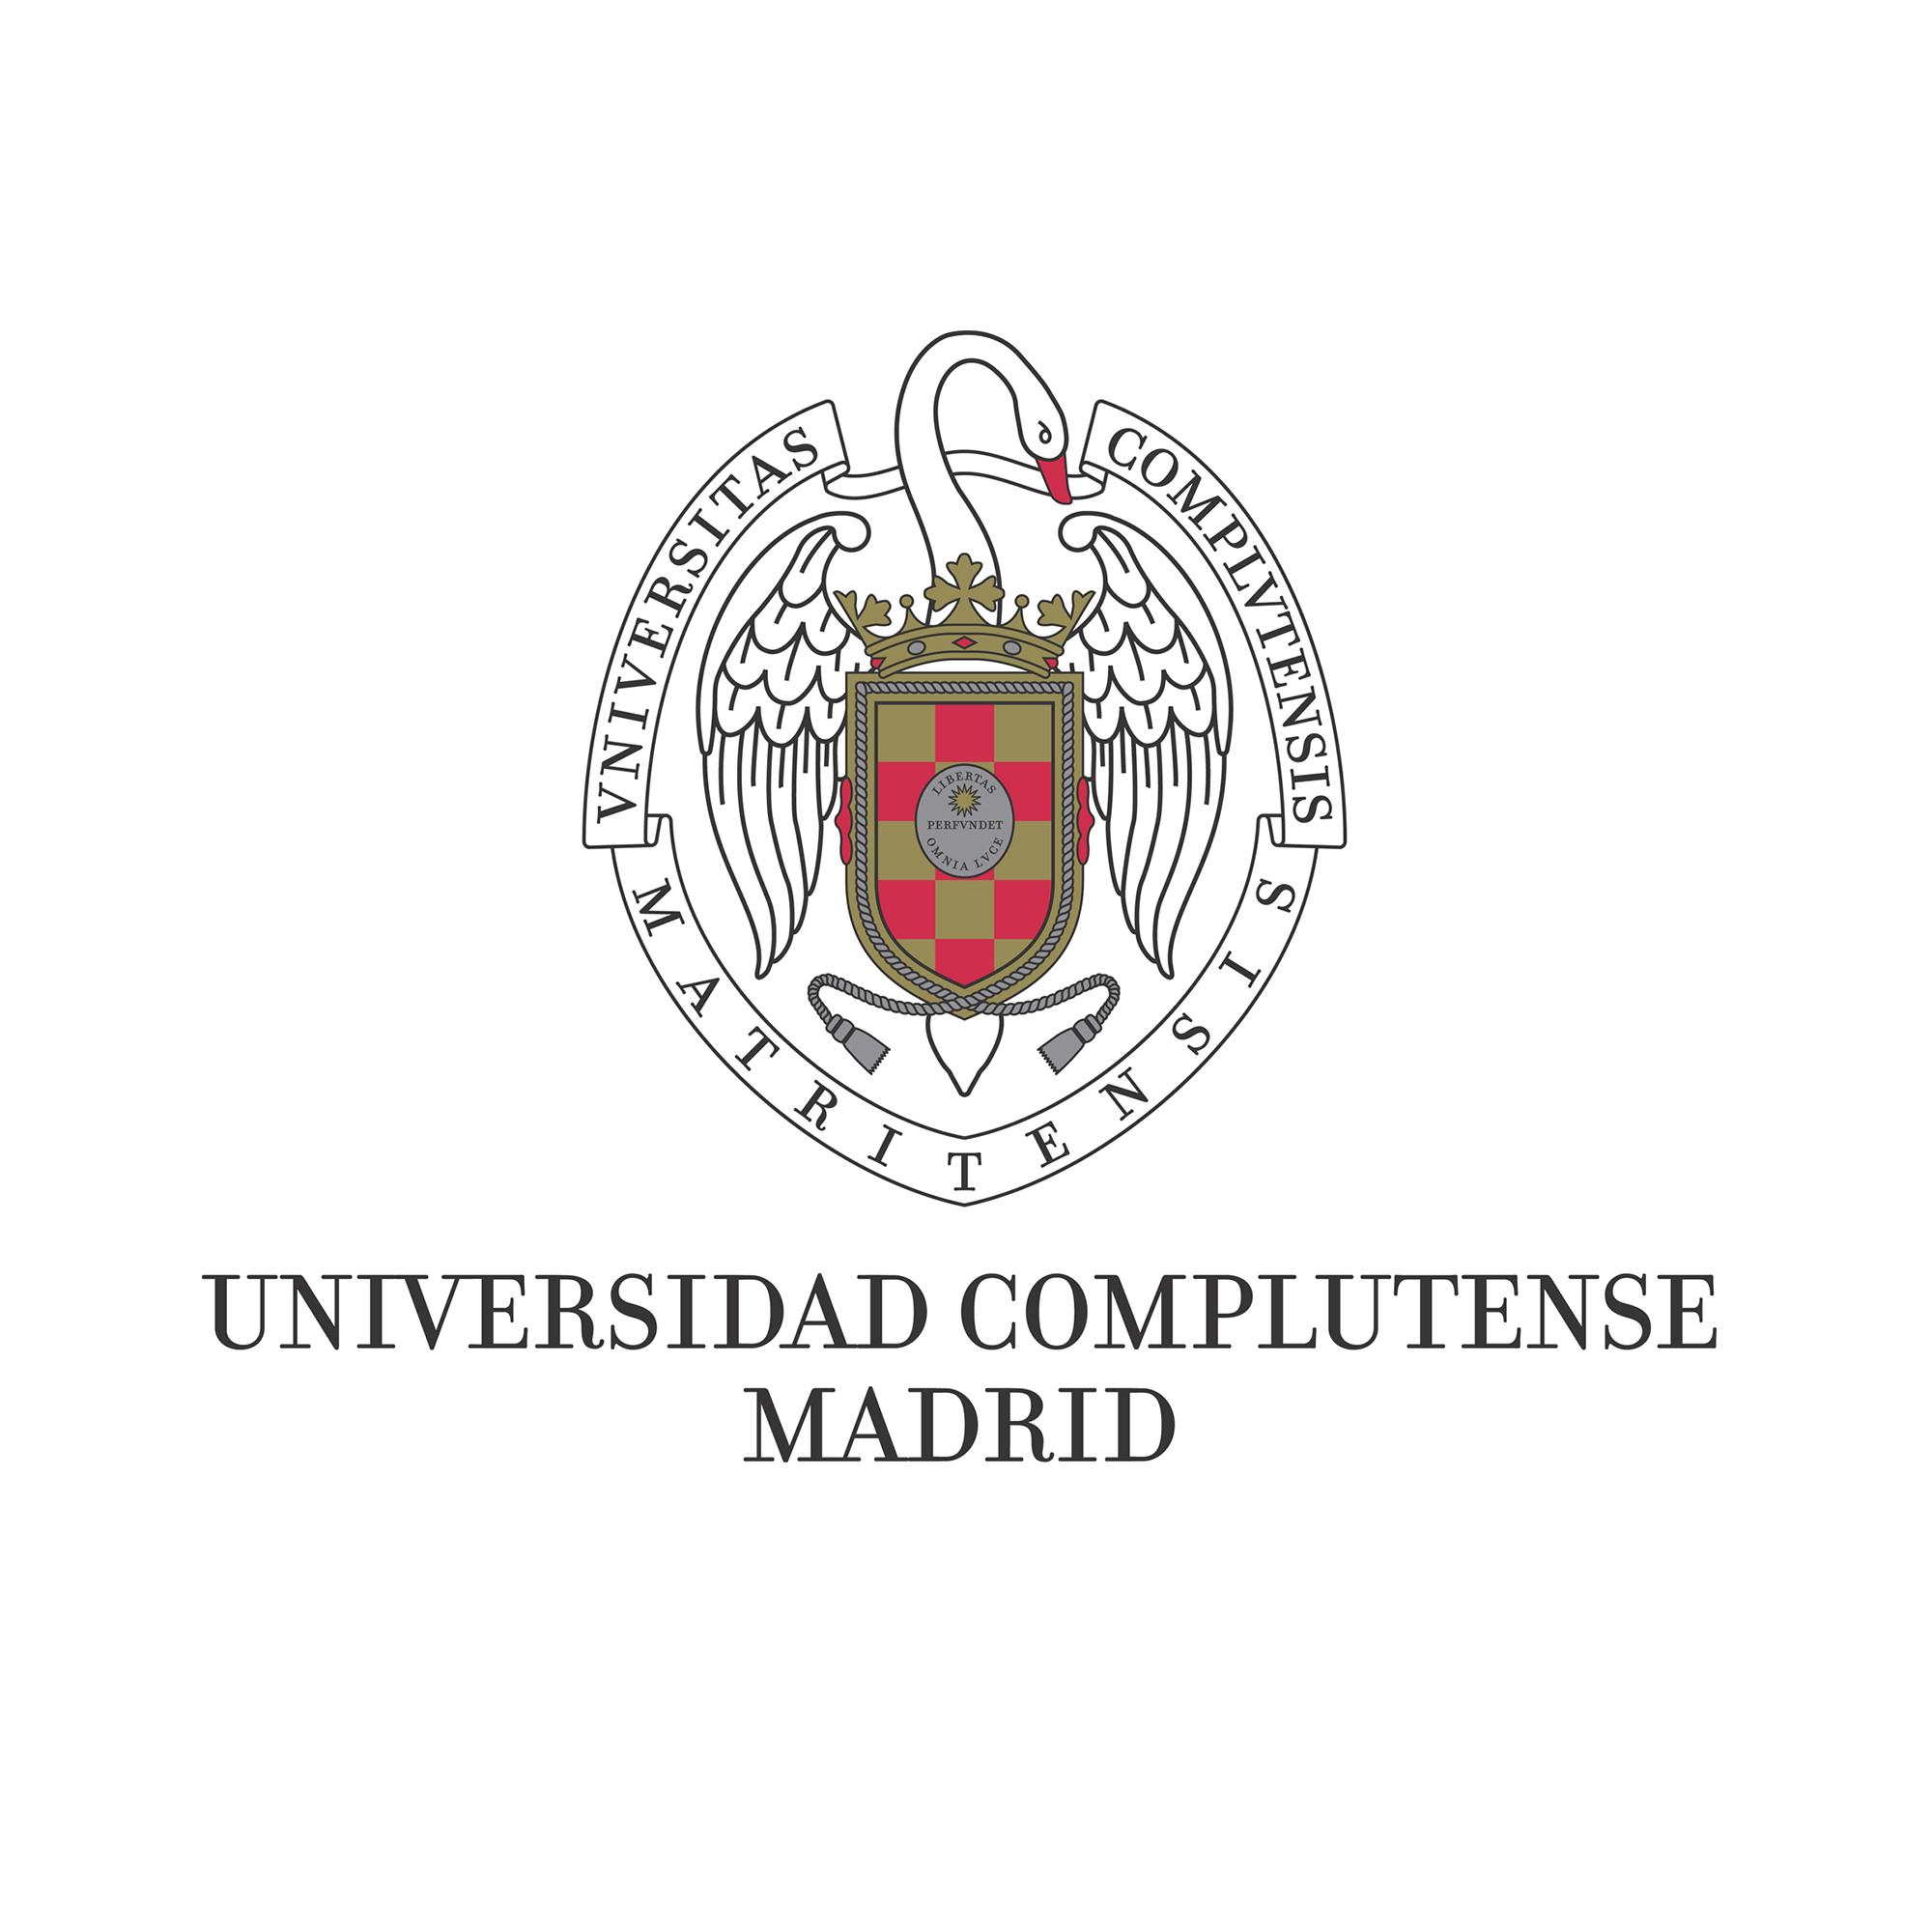 VNIVERSITAS
COMPLVTENSIS
MATRITENSIS
LIBERTAS
PERFVNDET
OMNIA LVCE
UNIVERSIDAD COMPLUTENSE
MADRID